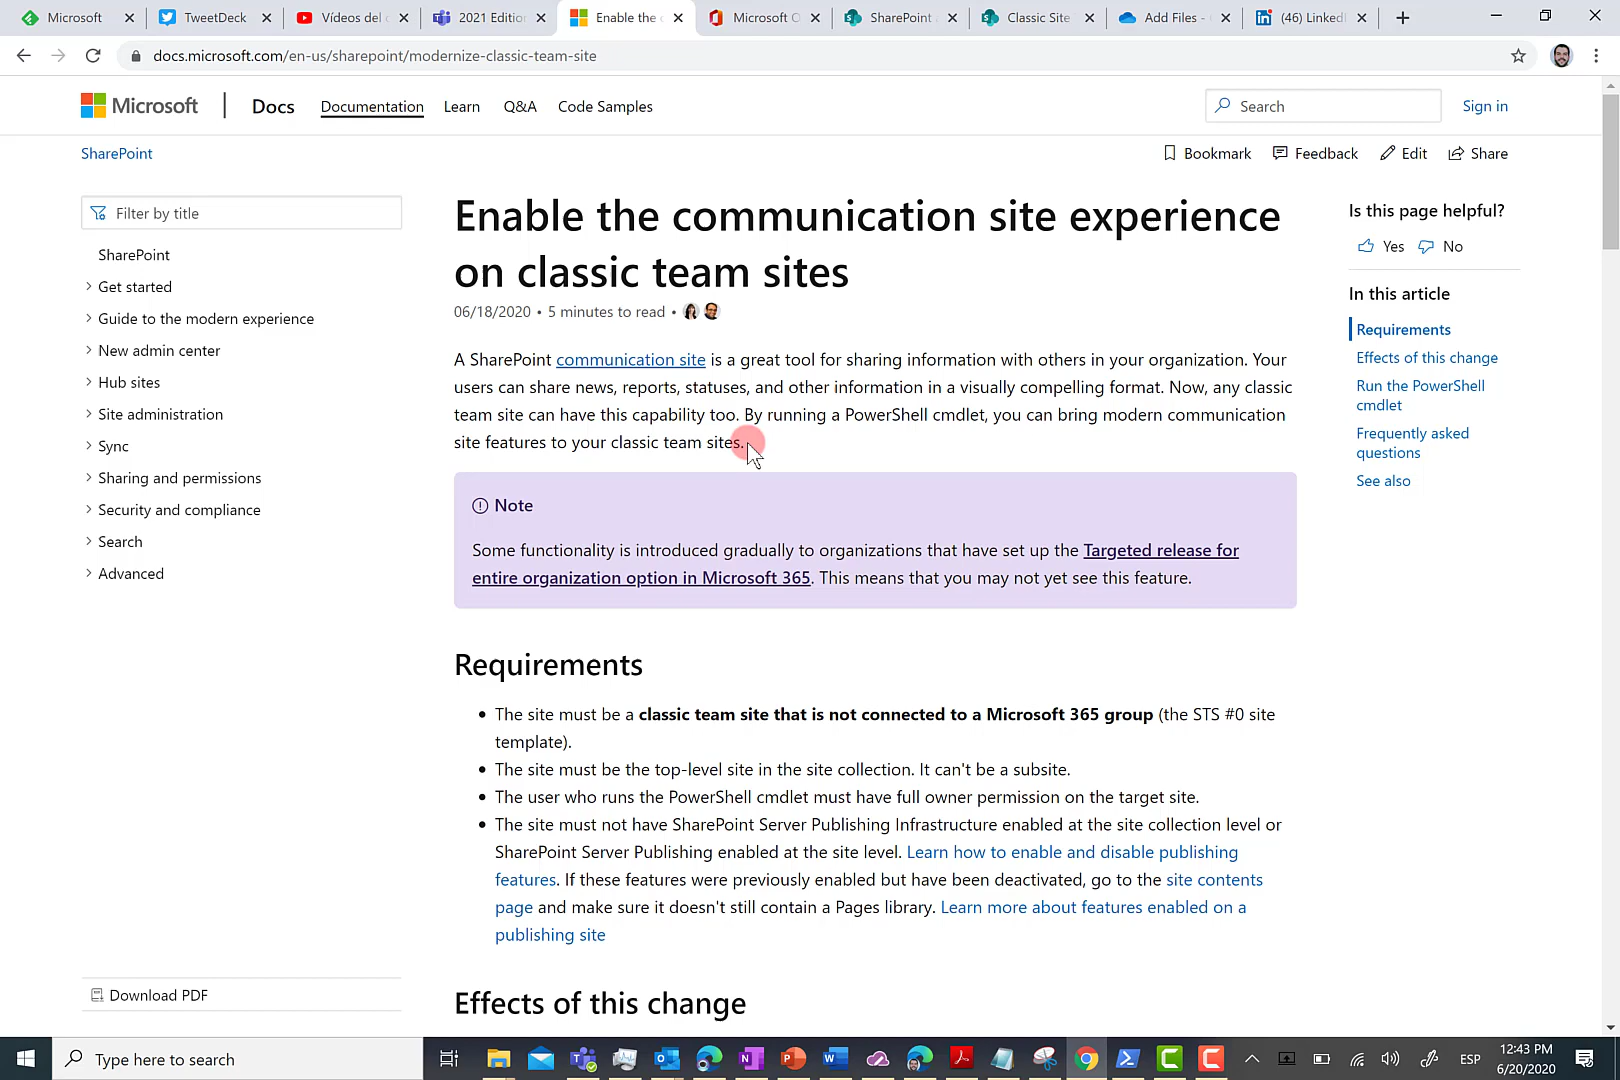 Microsoft
TweetDeck
Vídeos del c
2021 Edition
Enable the c
Microsoft O
SharePoint
Classic Site
Add Files -
(46) LinkedI
docs.microsoft.com/en-us/sharepoint/modernize-classic-team-site
Microsoft
Docs
Documentation
Learn
Q&A
Code Samples
Search
Sign in
SharePoint
Bookmark
Feedback
Edit
Share
Filter by title
SharePoint
Get started
Guide to the modern experience
New admin center
Hub sites
Site administration
Sync
Sharing and permissions
Security and compliance
Search
Advanced
Download PDF
Enable the communication site experience
on classic team sites
06/18/2020 • 5 minutes to read •
A SharePoint communication site is a great tool for sharing information with others in your organization. Your
users can share news, reports, statuses, and other information in a visually compelling format. Now, any classic
team site can have this capability too. By running a PowerShell cmdlet, you can bring modern communication
site features to your classic team sites.
Note
Some functionality is introduced gradually to organizations that have set up the Targeted release for
entire organization option in Microsoft 365. This means that you may not yet see this feature.
Requirements
• The site must be a classic team site that is not connected to a Microsoft 365 group (the STS #0 site
template).
• The site must be the top-level site in the site collection. It can't be a subsite.
• The user who runs the PowerShell cmdlet must have full owner permission on the target site.
• The site must not have SharePoint Server Publishing Infrastructure enabled at the site collection level or
SharePoint Server Publishing enabled at the site level. Learn how to enable and disable publishing
features. If these features were previously enabled but have been deactivated, go to the site contents
page and make sure it doesn't still contain a Pages library. Learn more about features enabled on a
publishing site
Effects of this change
Is this page helpful?
Yes
No
In this article
Requirements
Effects of this change
Run the PowerShell
cmdlet
Frequently asked
questions
See also
Type here to search
ESP
12:43 PM
6/20/2020